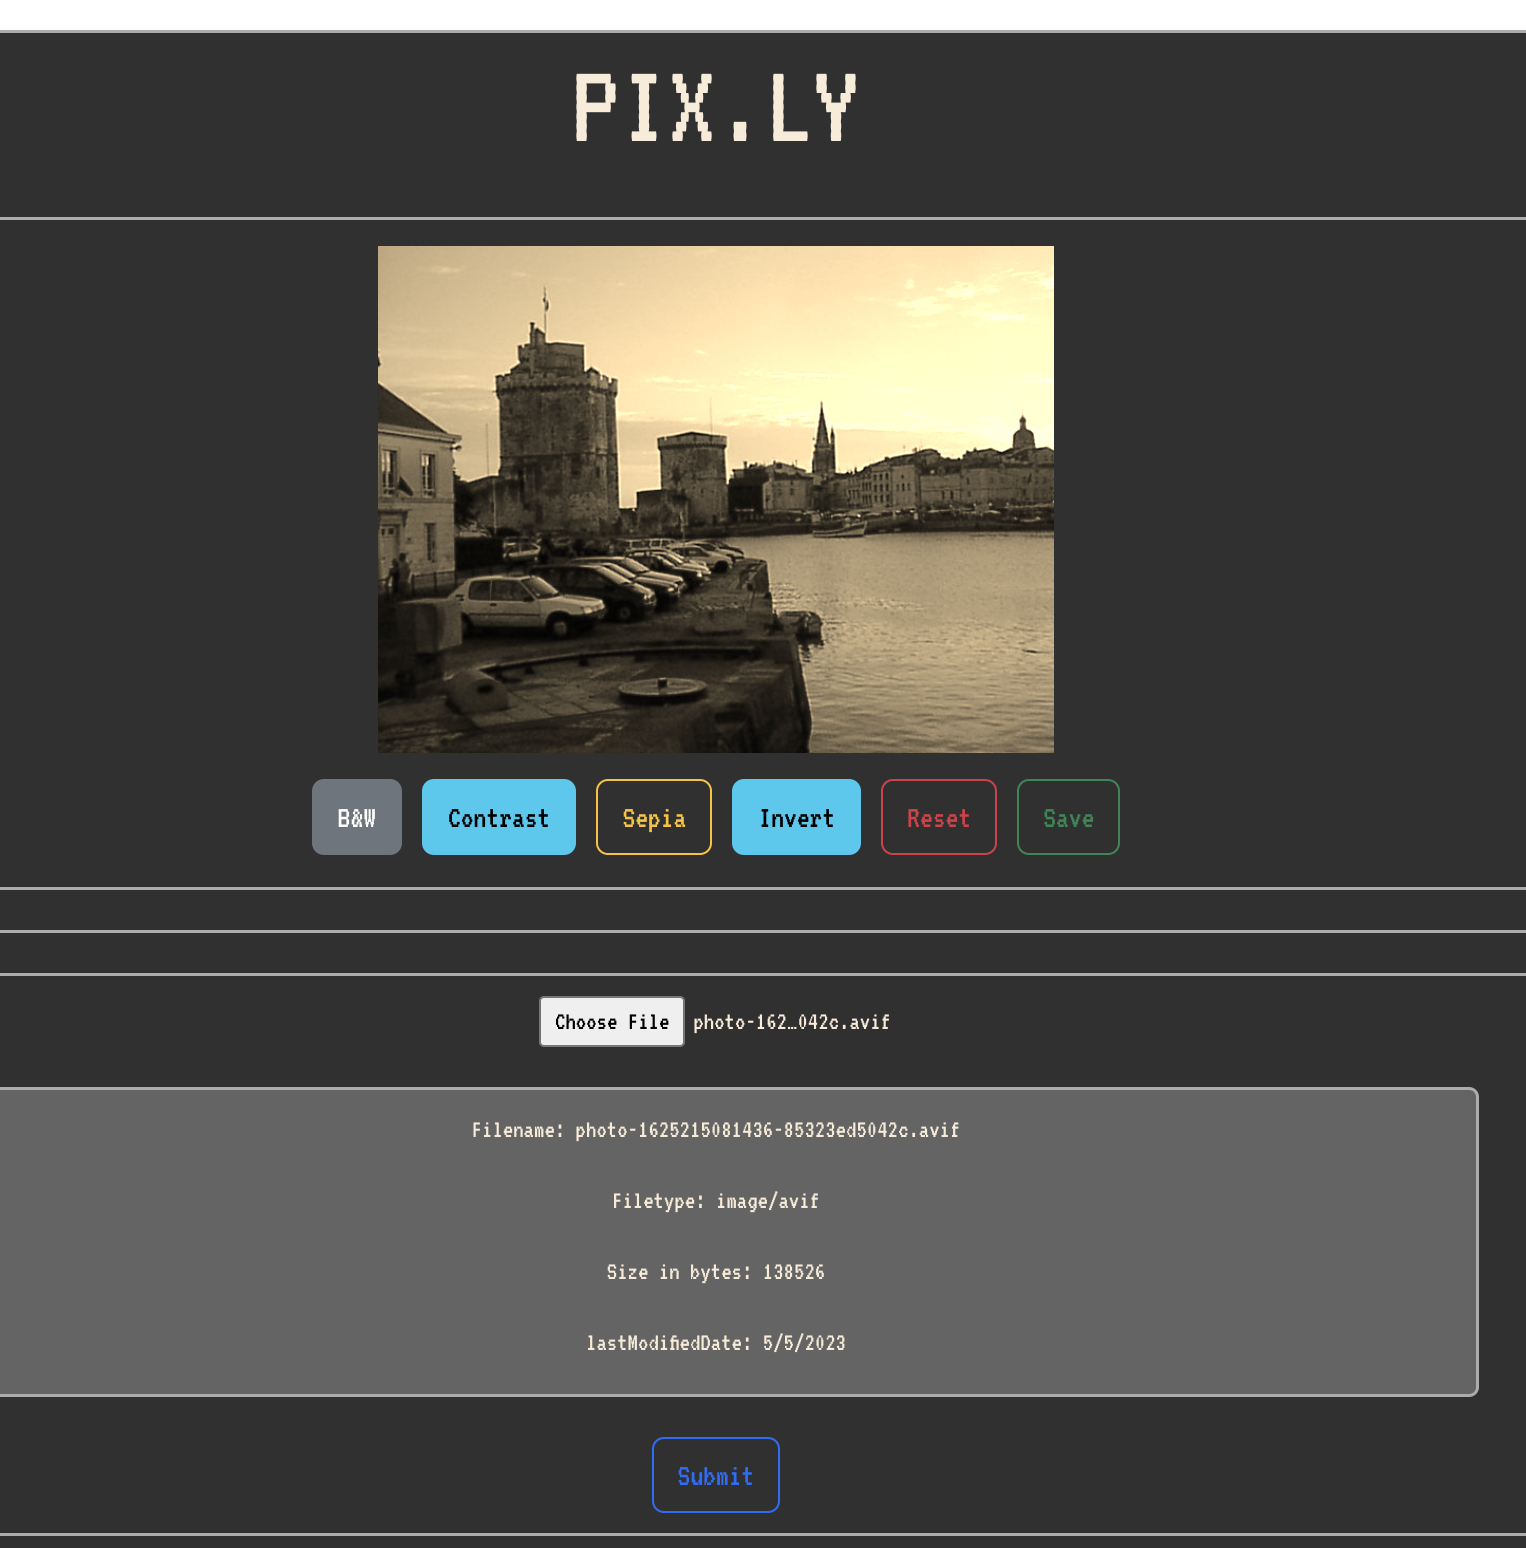 PIX.LY
B&W Contrast Sepia Invert Reset Save
Choose File photo-162…042c.avif
Filename: photo-1625215081436-85323ed5042c.avif
Filetype: image/avif
Size in bytes: 138526
lastModifiedDate: 5/5/2023
Submit